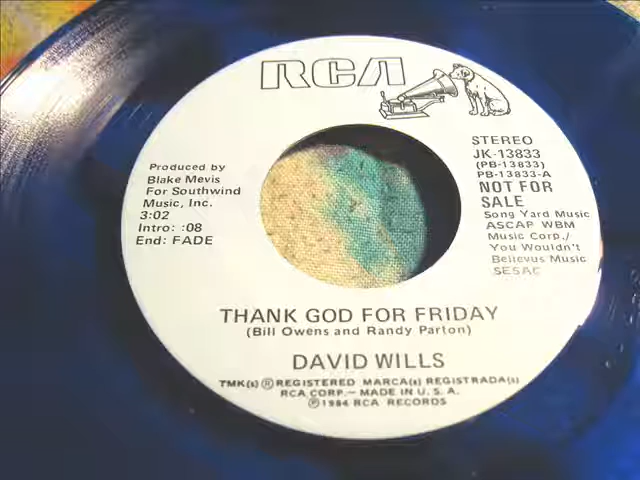 RCA
STEREO
JK-13833
(PB-13833)
PB-13833-A
NOT FOR
SALE
Song Yard Music
ASCAP WBM
Music Corp./
You Wouldn't
Believus Music
SESAC
Produced by
Blake Mevis
For Southwind
Music, Inc.
3:02
Intro: :08
End: FADE
THANK GOD FOR FRIDAY
(Bill Owens and Randy Parton)
DAVID WILLS
TMK(s) ® REGISTERED MARCA(s) REGISTRADA(s)
RCA CORP.— MADE IN U. S. A.
℗1984 RCA RECORDS